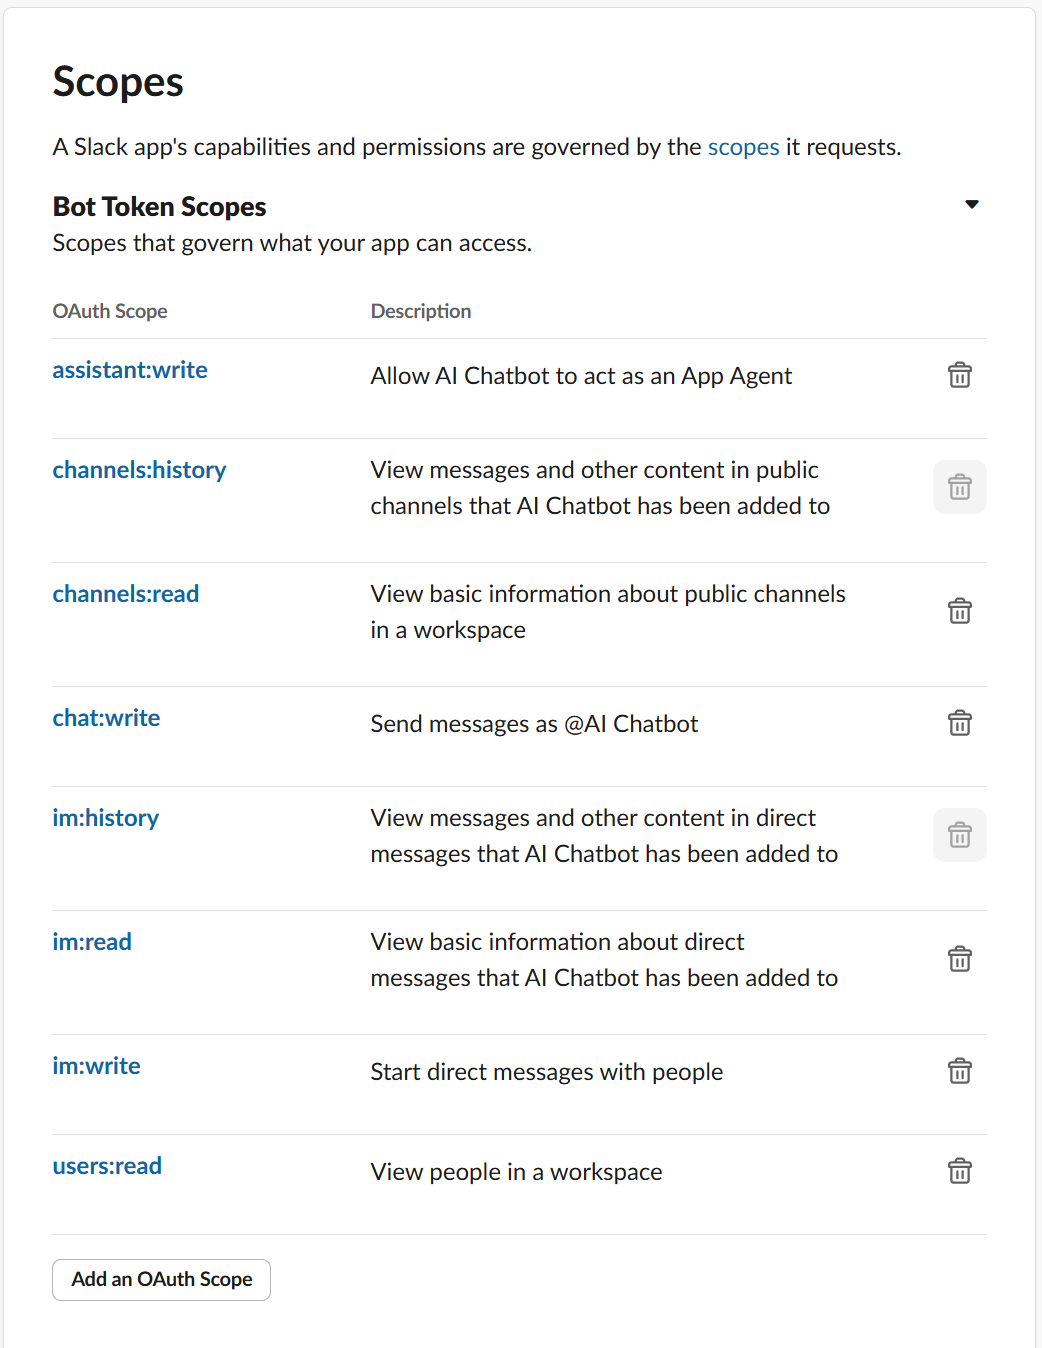 Scopes
A Slack app's capabilities and permissions are governed by the scopes it requests.
Bot Token Scopes
Scopes that govern what your app can access.
OAuth Scope Description
assistant:write Allow AI Chatbot to act as an App Agent
channels:history View messages and other content in public
channels that AI Chatbot has been added to
channels:read View basic information about public channels
in a workspace
chat:write Send messages as @AI Chatbot
im:history View messages and other content in direct
messages that AI Chatbot has been added to
im:read View basic information about direct
messages that AI Chatbot has been added to
im:write Start direct messages with people
users:read View people in a workspace
Add an OAuth Scope